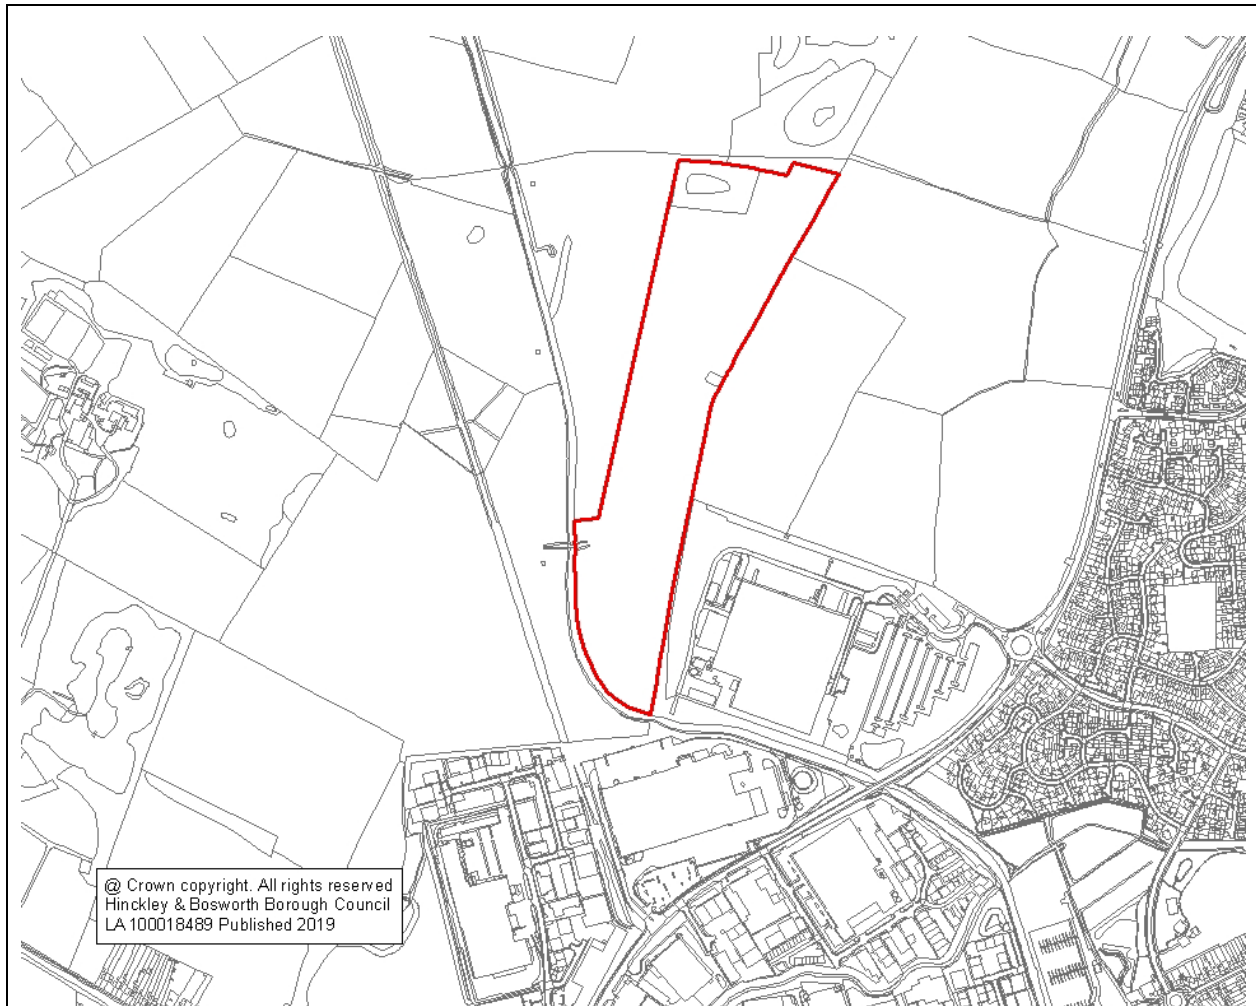 @ Crown copyright. All rights reserved
Hinckley & Bosworth Borough Council
LA 100018489 Published 2019